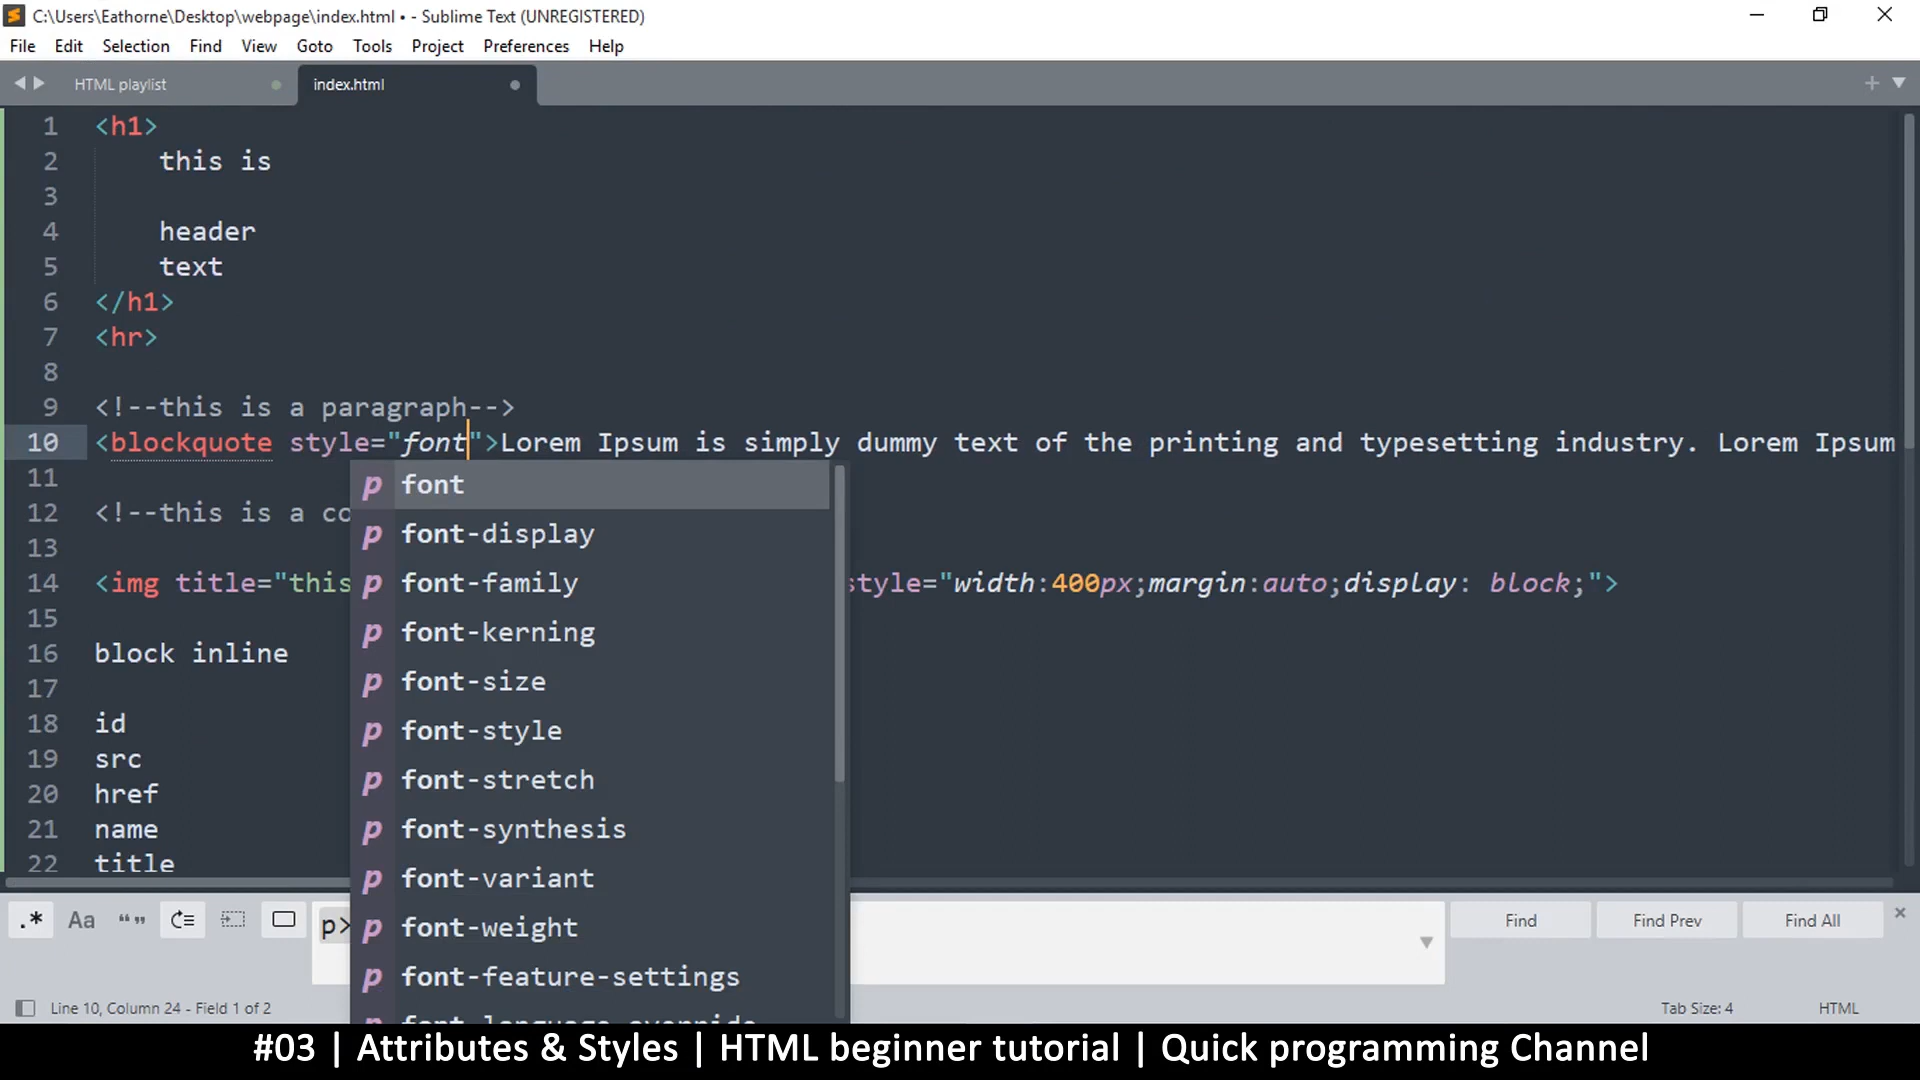 C:\Users\Eathorne\Desktop\webpage\index.html • - Sublime Text (UNREGISTERED)
File Edit Selection Find View Goto Tools Project Preferences Help
HTML playlist index.html
1 <h1>
2 this is
3
4 header
5 text
6 </h1>
7 <hr>
8
9 <!--this is a paragraph-->
10 <blockquote style="font">Lorem Ipsum is simply dummy text of the printing and typesetting industry. Lorem Ipsum
11
font
12 <!--this is a co
font-display
13
14 <img title="this style="width:400px;margin:auto;display: block;">
font-family
15
font-kerning
16 block inline
17
font-size
18 id
font-style
19 src
20 href
font-stretch
21 name
font-synthesis
22 title
font-variant
font-weight
font-feature-settings
.* Aa “” p> Find Find Prev Find All
Line 10, Column 24 - Field 1 of 2 Tab Size: 4 HTML
#03 | Attributes & Styles | HTML beginner tutorial | Quick programming Channel